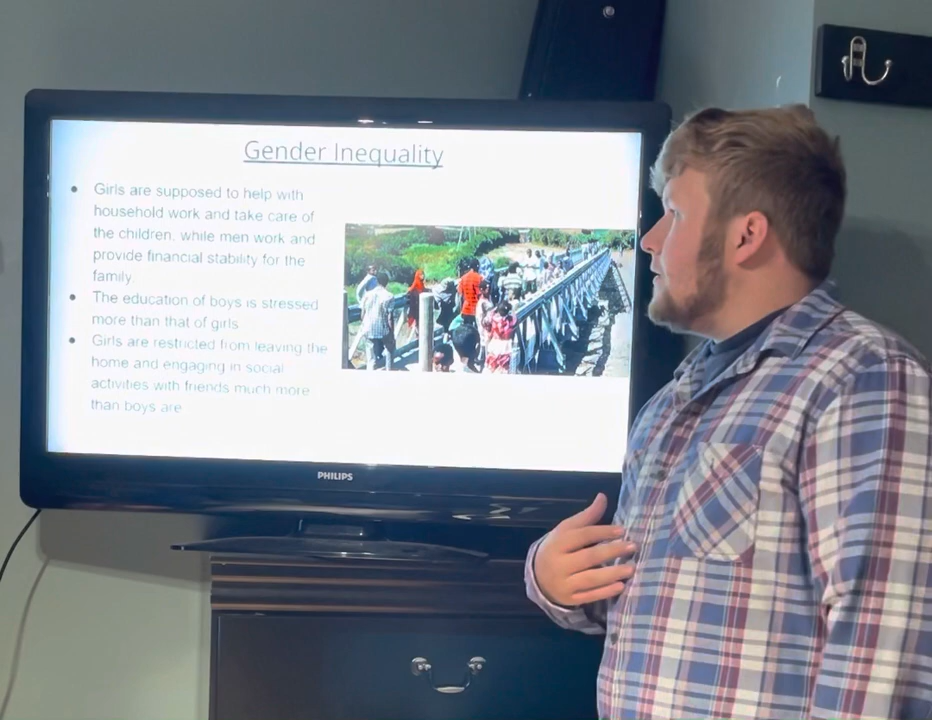 Gender Inequality
Girls are supposed to help with
household work and take care of
the children, while men work and
provide financial stability for the
family.
The education of boys is stressed
more than that of girls
Girls are restricted from leaving the
home and engaging in social
activities with friends much more
than boys are
PHILIPS